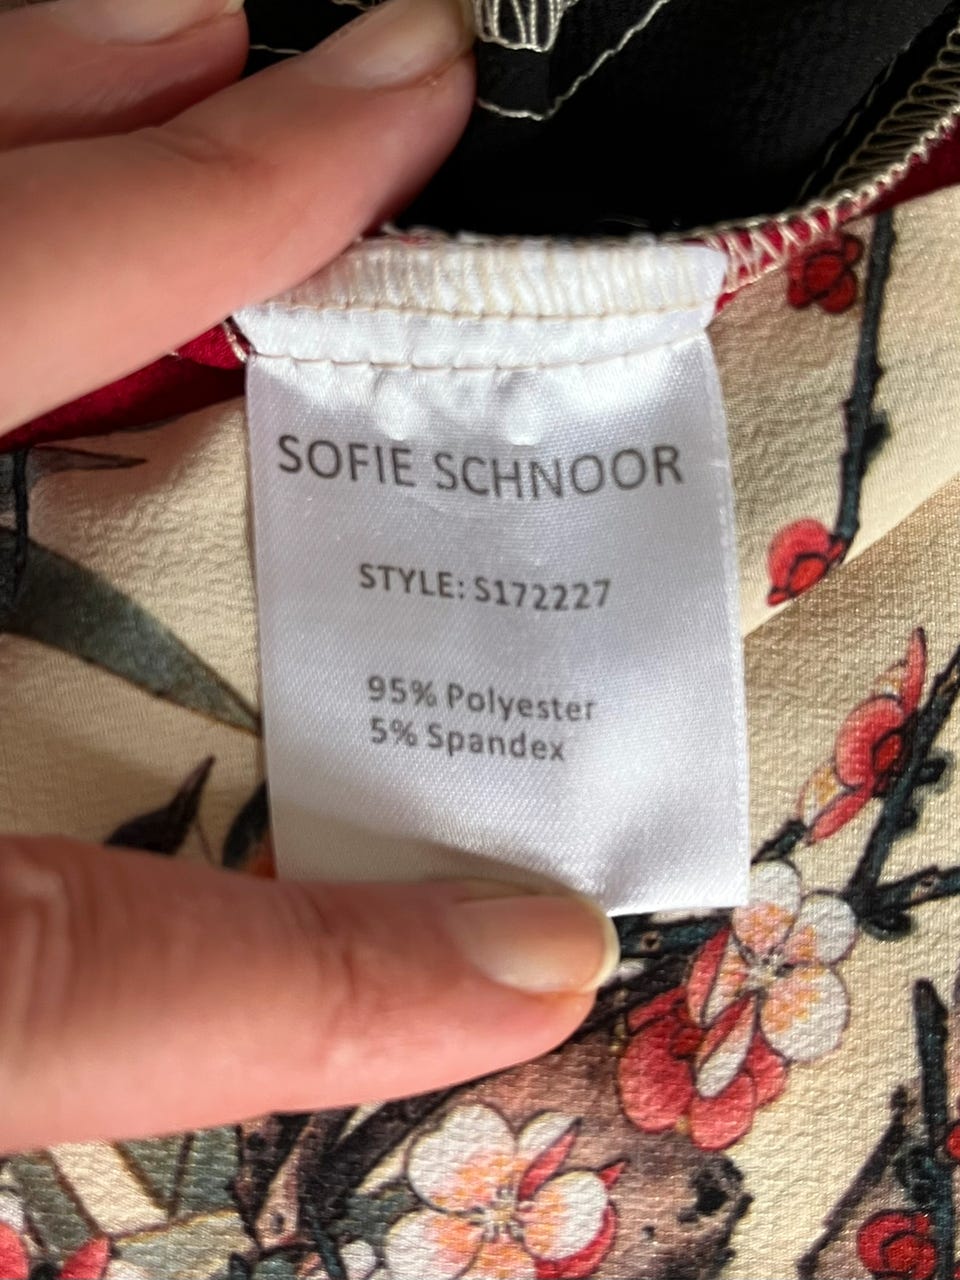 SOFIE SCHNOOR
STYLE: S172227
95% Polyester
5% Spandex